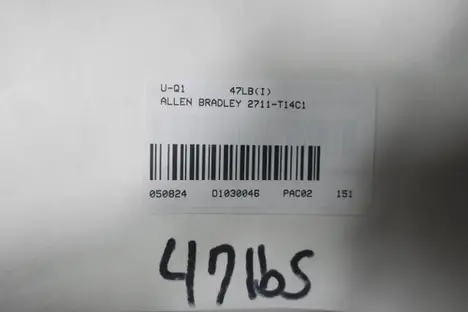 U-Q1 47LB(I)
ALLEN BRADLEY 2711-T14C1
050824 D1030046 PAC02 151
47lbs